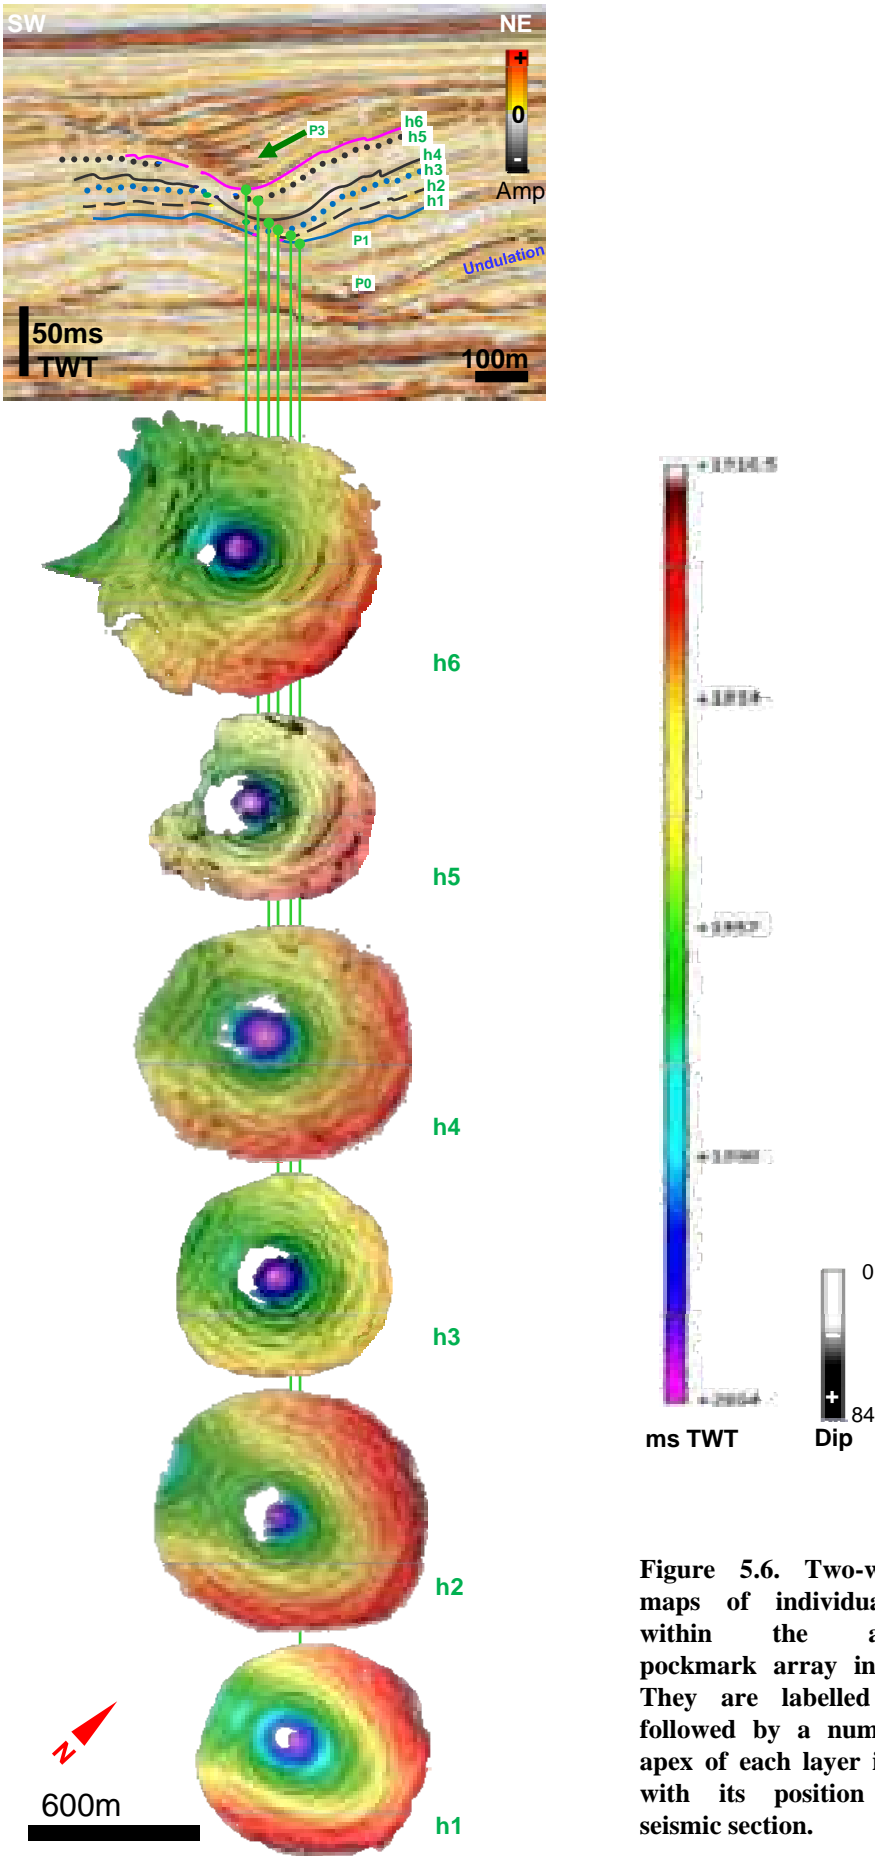 SW
NE
+
0
-
Amp
P3
h6
h5
h4
h3
h2
h1
P1
P0
Undulation
50ms
TWT
100m
h6
h5
h4
h3
h2
h1
N
600m
ms TWT
0
+
84
Dip
Figure 5.6. Two-w
maps of individua
within the a
pockmark array in
They are labelled
followed by a num
apex of each layer i
with its position
seismic section.